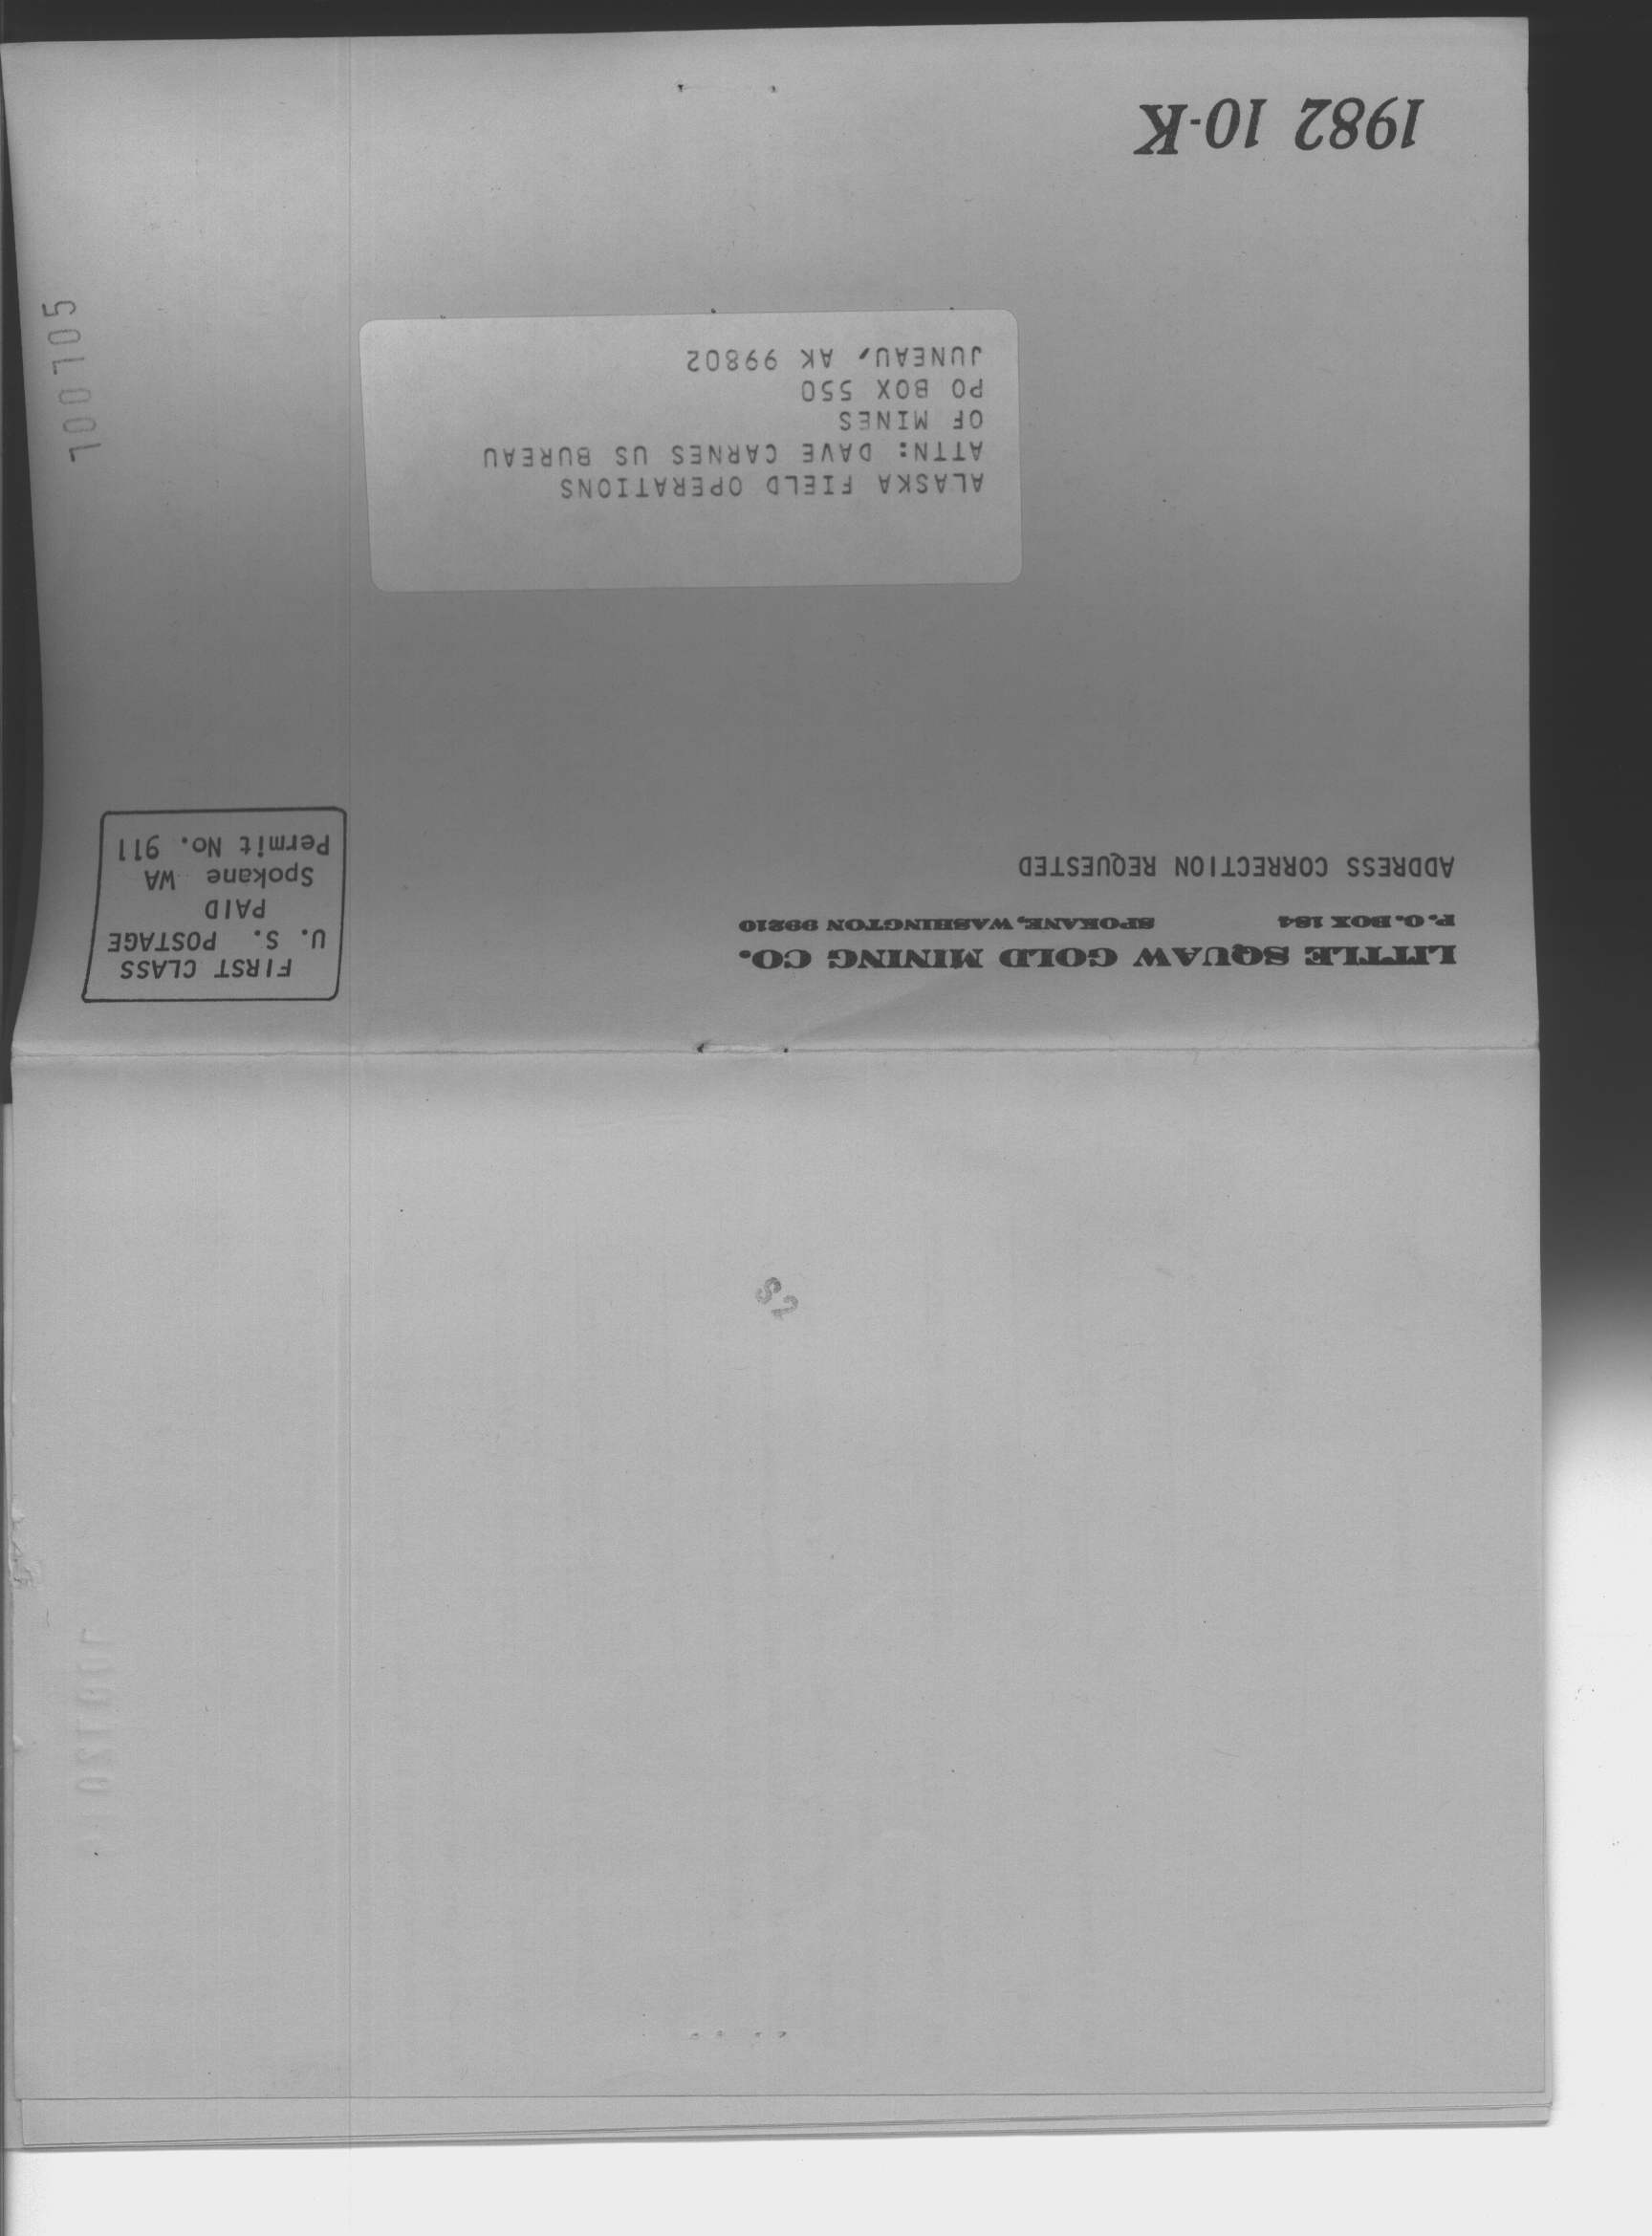 LITTLE SQUAW GOLD MINING CO.
P. O. BOX 184 SPOKANE, WASHINGTON 99210
ADDRESS CORRECTION REQUESTED
FIRST CLASS
U. S. POSTAGE
PAID
Spokane WA
Permit No. 911
ALASKA FIELD OPERATIONS
ATTN: DAVE CARNES US BUREAU
OF MINES
PO BOX 550
JUNEAU, AK 99802
1982 10-K
100705
S2